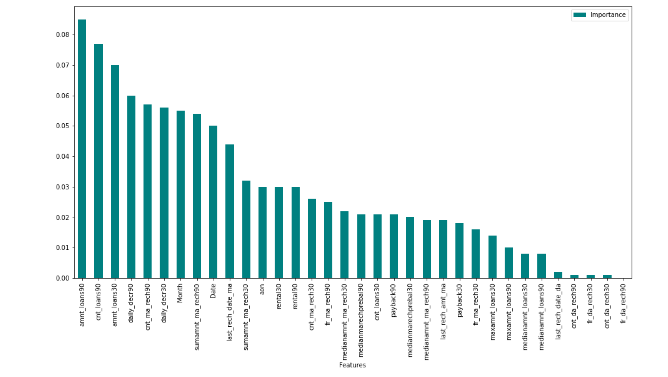 Importance
0.08
0.07
0.06
0.05
0.04
0.03
0.02
0.01
0.00
amnt_loans90
cnt_loans90
amnt_loans30
daily_decr90
cnt_ma_rech90
daily_decr30
Month
sumamnt_ma_rech90
Date
last_rech_date_ma
sumamnt_ma_rech30
aon
rental30
rental90
cnt_ma_rech30
fr_ma_rech90
medianamnt_ma_rech30
medianmarechprebal90
cnt_loans30
payback90
medianmarechprebal30
medianamnt_ma_rech90
last_rech_amt_ma
payback30
fr_ma_rech30
maxamnt_loans30
maxamnt_loans90
medianamnt_loans30
medianamnt_loans90
last_rech_date_da
cnt_da_rech90
fr_da_rech30
cnt_da_rech30
fr_da_rech90
Features